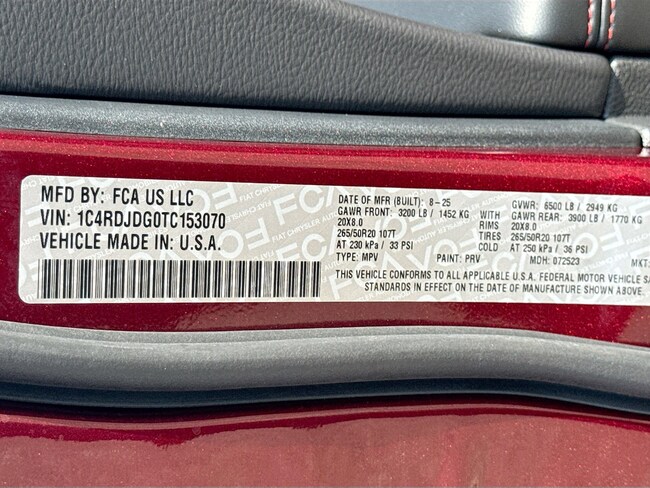 MFD BY: FCA US LLC
VIN: 1C4RDJDG0TC153070
VEHICLE MADE IN: U.S.A.
DATE OF MFR (BUILT): 8-25 GVWR: 6500 LB / 2949 KG
GAWR FRONT: 3200 LB / 1452 KG WITH GAWR REAR: 3900 LB / 1770 KG
20X8.0 RIMS 20X8.0
265/50R20 107T TIRES 265/50R20 107T
AT 230 kPa / 33 PSI COLD AT 250 kPa / 36 PSI
TYPE: MPV PAINT: PRV MDH: 072523 MKT:
THIS VEHICLE CONFORMS TO ALL APPLICABLE U.S.A. FEDERAL MOTOR VEHICLE SA
STANDARDS IN EFFECT ON THE DATE OF MANUFACTURE SHOWN ABOVE.